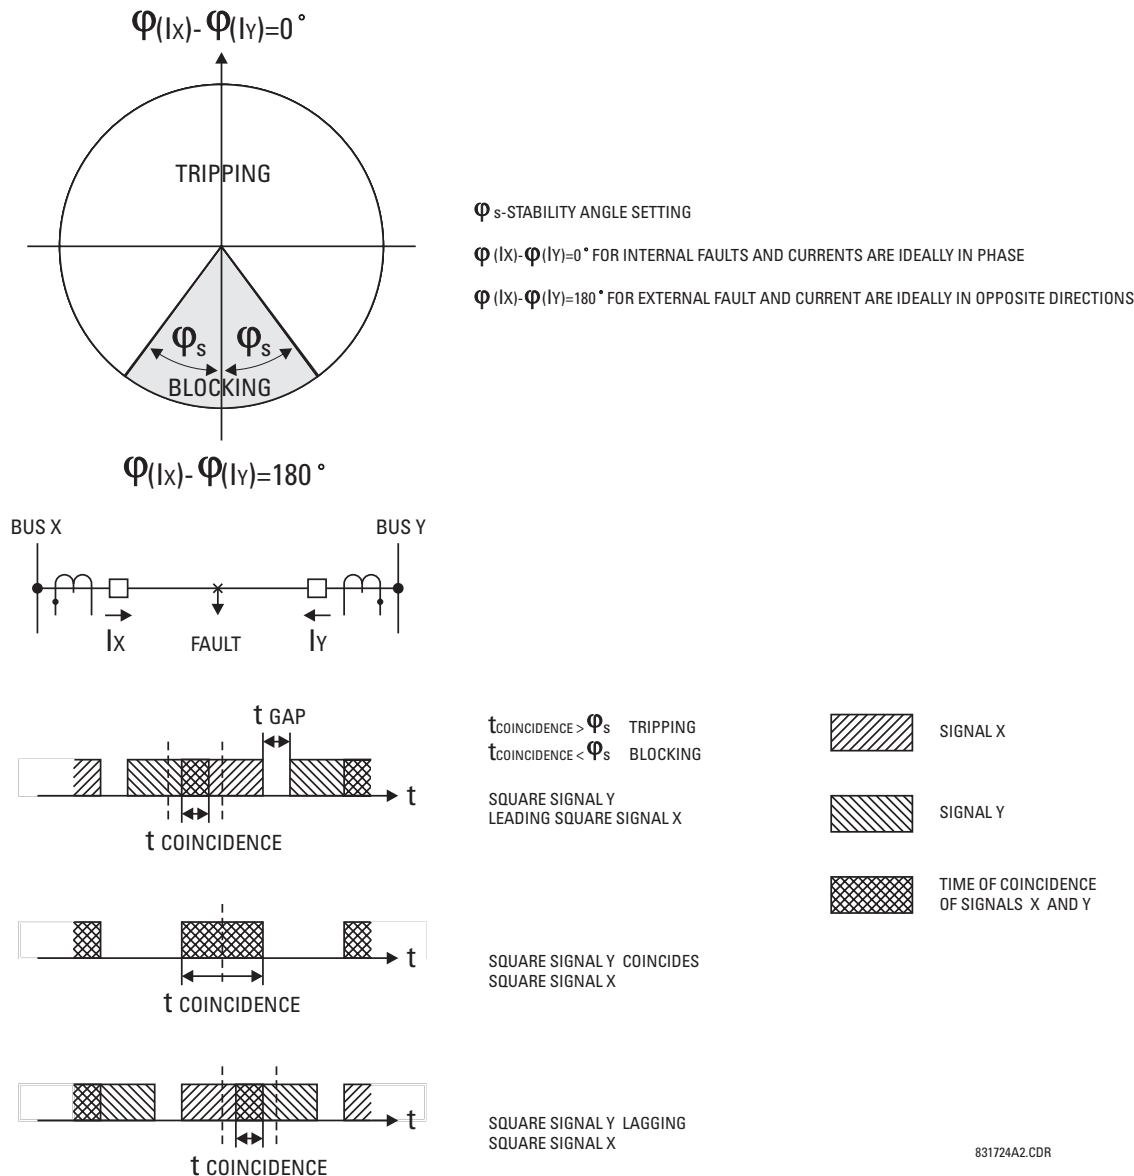 φ(IX)- φ(IY)=0°
TRIPPING
φs
φs
BLOCKING
φ(IX)- φ(IY)=180°
φ s-STABILITY ANGLE SETTING
φ (IX)-φ(IY)=0° FOR INTERNAL FAULTS AND CURRENTS ARE IDEALLY IN PHASE
φ (IX)-φ(IY)=180° FOR EXTERNAL FAULT AND CURRENT ARE IDEALLY IN OPPOSITE DIRECTIONS
BUS X
BUS Y
IX
FAULT
IY
t GAP
t
t COINCIDENCE
tCOINCIDENCE > φs TRIPPING
tCOINCIDENCE < φs BLOCKING
SQUARE SIGNAL Y
LEADING SQUARE SIGNAL X
SIGNAL X
SIGNAL Y
TIME OF COINCIDENCE
OF SIGNALS X AND Y
t
t COINCIDENCE
SQUARE SIGNAL Y COINCIDES
SQUARE SIGNAL X
t
t COINCIDENCE
SQUARE SIGNAL Y LAGGING
SQUARE SIGNAL X
831724A2.CDR